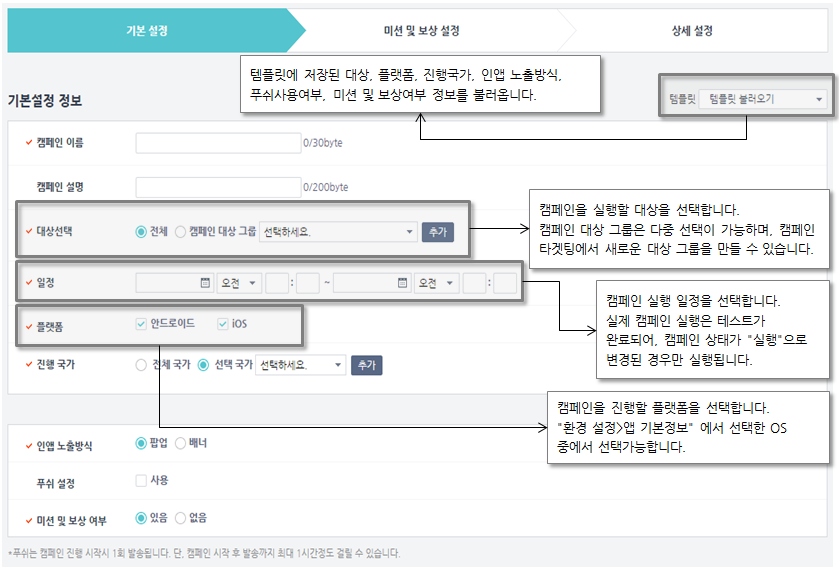 기본 설정
미션 및 보상 설정
상세 설정
템플릿에 저장된 대상, 플랫폼, 진행국가, 인앱 노출방식,
푸쉬사용여부, 미션 및 보상여부 정보를 불러옵니다.
기본설정 정보
템플릿 템플릿 불러오기
캠페인 이름 0/30byte
캠페인 설명 0/200byte
대상선택 전체 캠페인 대상 그룹 선택하세요. 추가
캠페인을 실행할 대상을 선택합니다.
캠페인 대상 그룹은 다중 선택이 가능하며, 캠페인
타겟팅에서 새로운 대상 그룹을 만들 수 있습니다.
일정 오전 : ~ 오전 :
캠페인 실행 일정을 선택합니다.
실제 캠페인 실행은 테스트가
완료되어, 캠페인 상태가 "실행"으로
변경된 경우만 실행됩니다.
플랫폼 안드로이드 iOS
진행 국가 전체 국가 선택 국가 선택하세요. 추가
캠페인을 진행할 플랫폼을 선택합니다.
"환경 설정>앱 기본정보" 에서 선택한 OS
중에서 선택가능합니다.
인앱 노출방식 팝업 배너
푸쉬 설정 사용
미션 및 보상 여부 있음 없음
*푸쉬는 캠페인 진행 시작시 1회 발송됩니다. 단, 캠페인 시작 후 발송까지 최대 1시간정도 걸릴 수 있습니다.